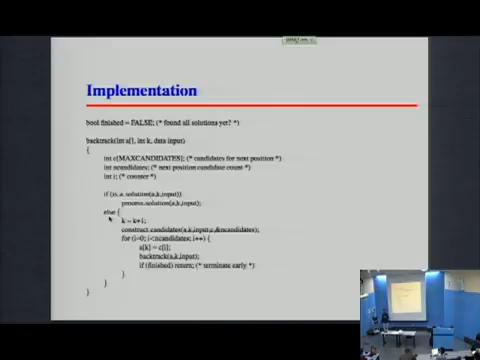 Implementation
bool finished = FALSE; (* found all solutions yet? *)
backtrack(int a[], int k, data input)
{
int c[MAXCANDIDATES]; (* candidates for next position *)
int ncandidates; (* next position candidate count *)
int i; (* counter *)
if (is_a_solution(a,k,input))
process_solution(a,k,input);
else {
k = k+1;
construct_candidates(a,k,input,c,&ncandidates);
for (i=0; i<ncandidates; i++) {
a[k] = c[i];
backtrack(a,k,input);
if (finished) return; (* terminate early *)
}
}
}